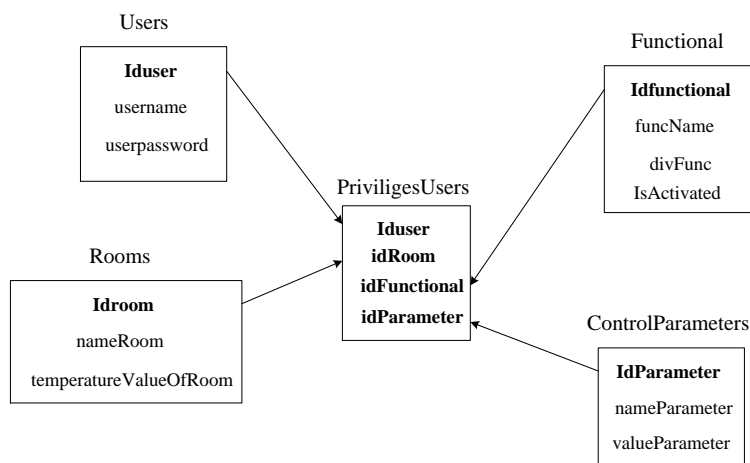 Users
Iduser
username
userpassword
Functional
Idfunctional
funcName
divFunc
IsActivated
PriviligesUsers
Iduser
idRoom
idFunctional
idParameter
Rooms
Idroom
nameRoom
temperatureValueOfRoom
ControlParameters
IdParameter
nameParameter
valueParameter